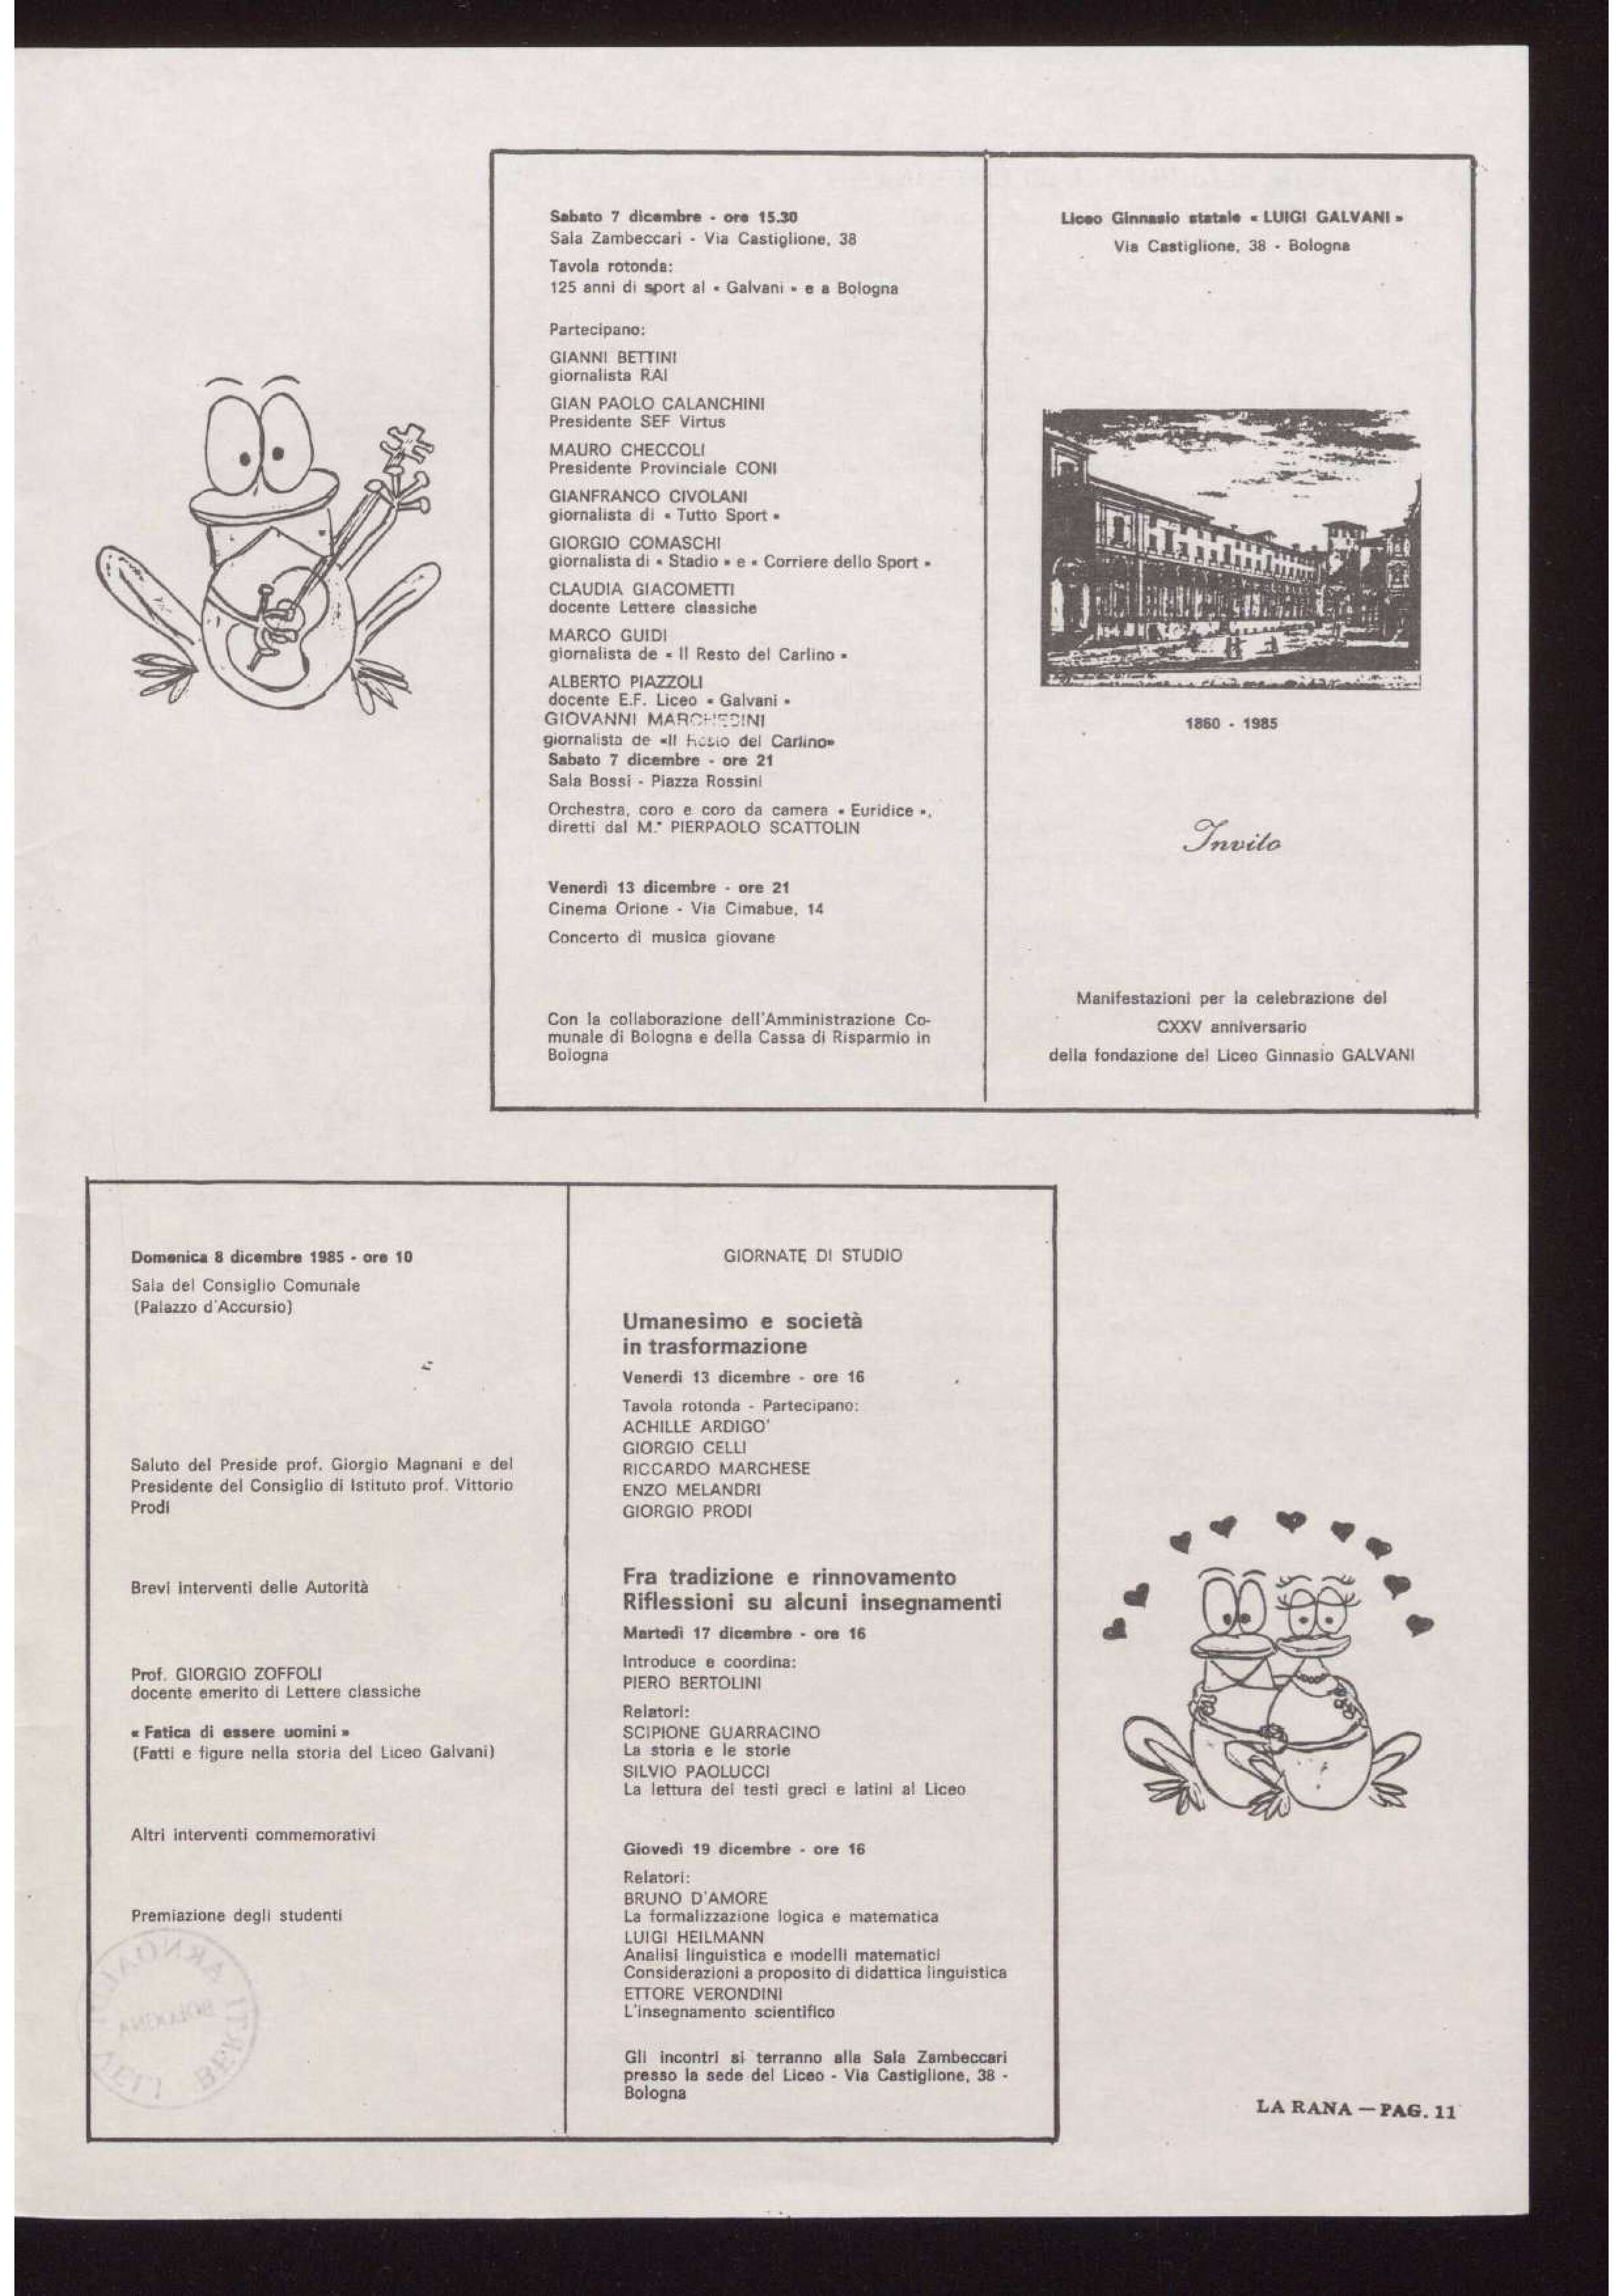 Sabato 7 dicembre - ore 15.30
Sala Zambeccari - Via Castiglione, 38
Tavola rotonda:
125 anni di sport al « Galvani » e a Bologna
Partecipano:
GIANNI BETTINI
giornalista RAI
GIAN PAOLO CALANCHINI
Presidente SEF Virtus
MAURO CHECCOLI
Presidente Provinciale CONI
GIANFRANCO CIVOLANI
giornalista di « Tutto Sport »
GIORGIO COMASCHI
giornalista di « Stadio » e « Corriere dello Sport »
CLAUDIA GIACOMETTI
docente Lettere classiche
MARCO GUIDI
giornalista de « Il Resto del Carlino »
ALBERTO PIAZZOLI
docente E.F. Liceo « Galvani »
GIOVANNI MARCHESINI
giornalista de «Il Resto del Carlino»
Sabato 7 dicembre - ore 21
Sala Bossi - Piazza Rossini
Orchestra, coro e coro da camera « Euridice »,
diretti dal M.° PIERPAOLO SCATTOLIN
Venerdì 13 dicembre - ore 21
Cinema Orione - Via Cimabue, 14
Concerto di musica giovane
Con la collaborazione dell'Amministrazione Co-
munale di Bologna e della Cassa di Risparmio in
Bologna
Liceo Ginnasio statale « LUIGI GALVANI »
Via Castiglione, 38 - Bologna
1860 - 1985
Invito
Manifestazioni per la celebrazione del
CXXV anniversario
della fondazione del Liceo Ginnasio GALVANI
Domenica 8 dicembre 1985 - ore 10
Sala del Consiglio Comunale
(Palazzo d'Accursio)
Saluto del Preside prof. Giorgio Magnani e del
Presidente del Consiglio di Istituto prof. Vittorio
Prodi
Brevi interventi delle Autorità
Prof. GIORGIO ZOFFOLI
docente emerito di Lettere classiche
« Fatica di essere uomini »
(Fatti e figure nella storia del Liceo Galvani)
Altri interventi commemorativi
Premiazione degli studenti
GIORNATE DI STUDIO
Umanesimo e società
in trasformazione
Venerdì 13 dicembre - ore 16
Tavola rotonda - Partecipano:
ACHILLE ARDIGO'
GIORGIO CELLI
RICCARDO MARCHESE
ENZO MELANDRI
GIORGIO PRODI
Fra tradizione e rinnovamento
Riflessioni su alcuni insegnamenti
Martedì 17 dicembre - ore 16
Introduce e coordina:
PIERO BERTOLINI
Relatori:
SCIPIONE GUARRACINO
La storia e le storie
SILVIO PAOLUCCI
La lettura dei testi greci e latini al Liceo
Giovedì 19 dicembre - ore 16
Relatori:
BRUNO D'AMORE
La formalizzazione logica e matematica
LUIGI HEILMANN
Analisi linguistica e modelli matematici
Considerazioni a proposito di didattica linguistica
ETTORE VERONDINI
L'insegnamento scientifico
Gli incontri si terranno alla Sala Zambeccari
presso la sede del Liceo - Via Castiglione, 38 -
Bologna
LA RANA — PAG. 11